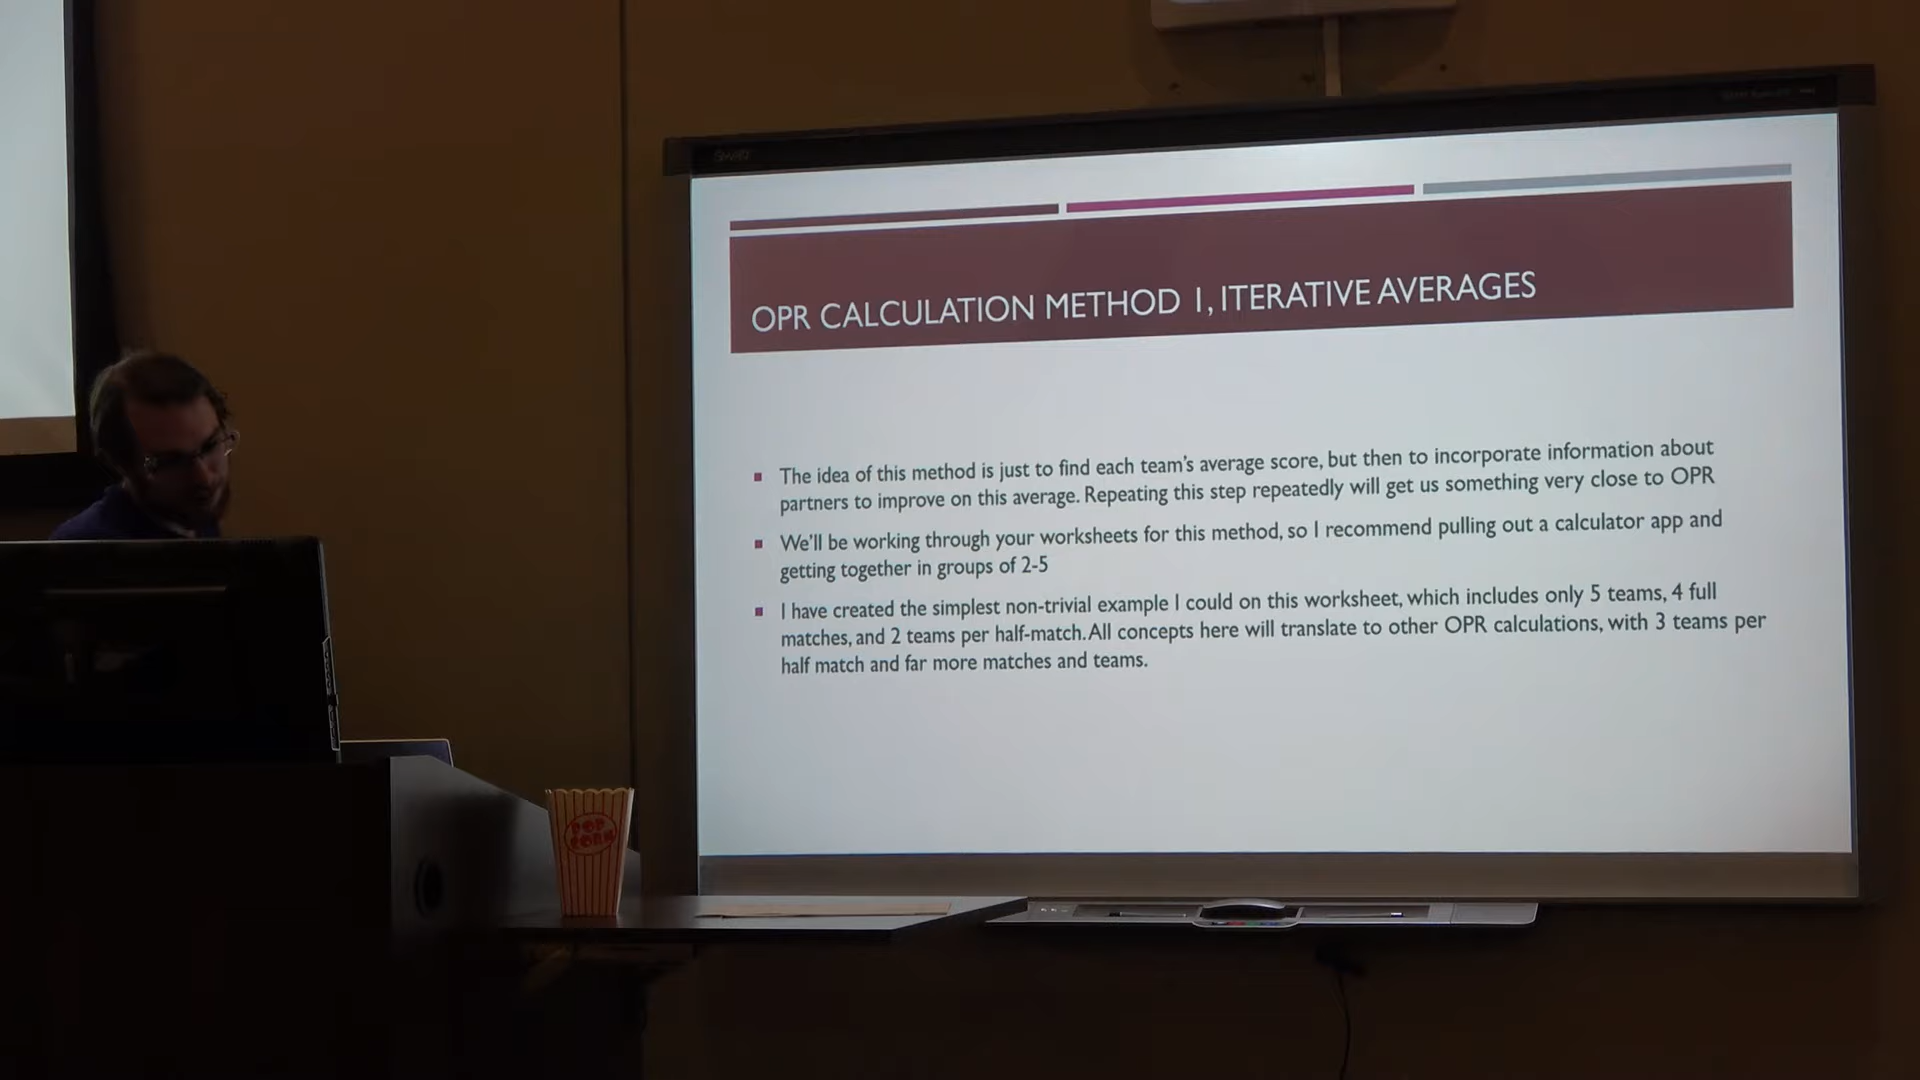 SMART
OPR CALCULATION METHOD 1, ITERATIVE AVERAGES
The idea of this method is just to find each team's average score, but then to incorporate information about
partners to improve on this average. Repeating this step repeatedly will get us something very close to OPR
We'll be working through your worksheets for this method, so I recommend pulling out a calculator app and
getting together in groups of 2-5
I have created the simplest non-trivial example I could on this worksheet, which includes only 5 teams, 4 full
matches, and 2 teams per half-match. All concepts here will translate to other OPR calculations, with 3 teams per
half match and far more matches and teams.
POP
CORN